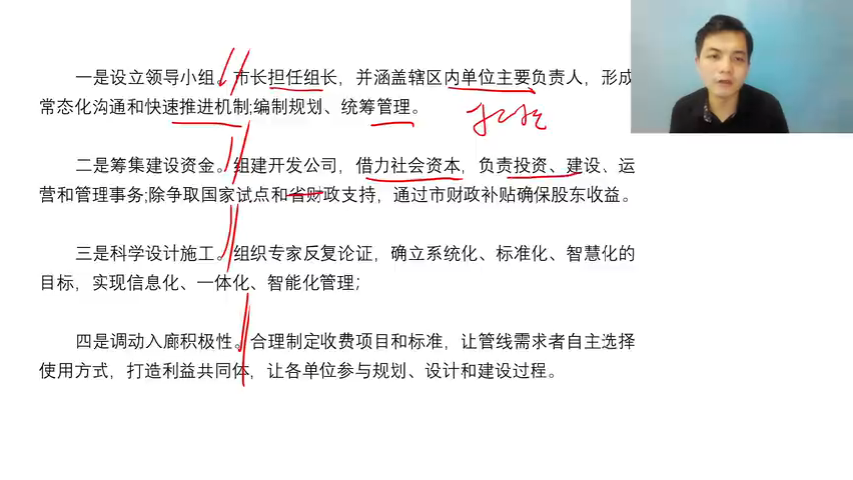 一是设立领导小组。市长担任组长，并涵盖辖区内单位主要负责人，形成
常态化沟通和快速推进机制;编制规划、统筹管理。
二是筹集建设资金。组建开发公司，借力社会资本，负责投资、建设、运
营和管理事务;除争取国家试点和省财政支持，通过市财政补贴确保股东收益。
三是科学设计施工。组织专家反复论证，确立系统化、标准化、智慧化的
目标，实现信息化、一体化、智能化管理；
四是调动入廊积极性。合理制定收费项目和标准，让管线需求者自主选择
使用方式，打造利益共同体，让各单位参与规划、设计和建设过程。